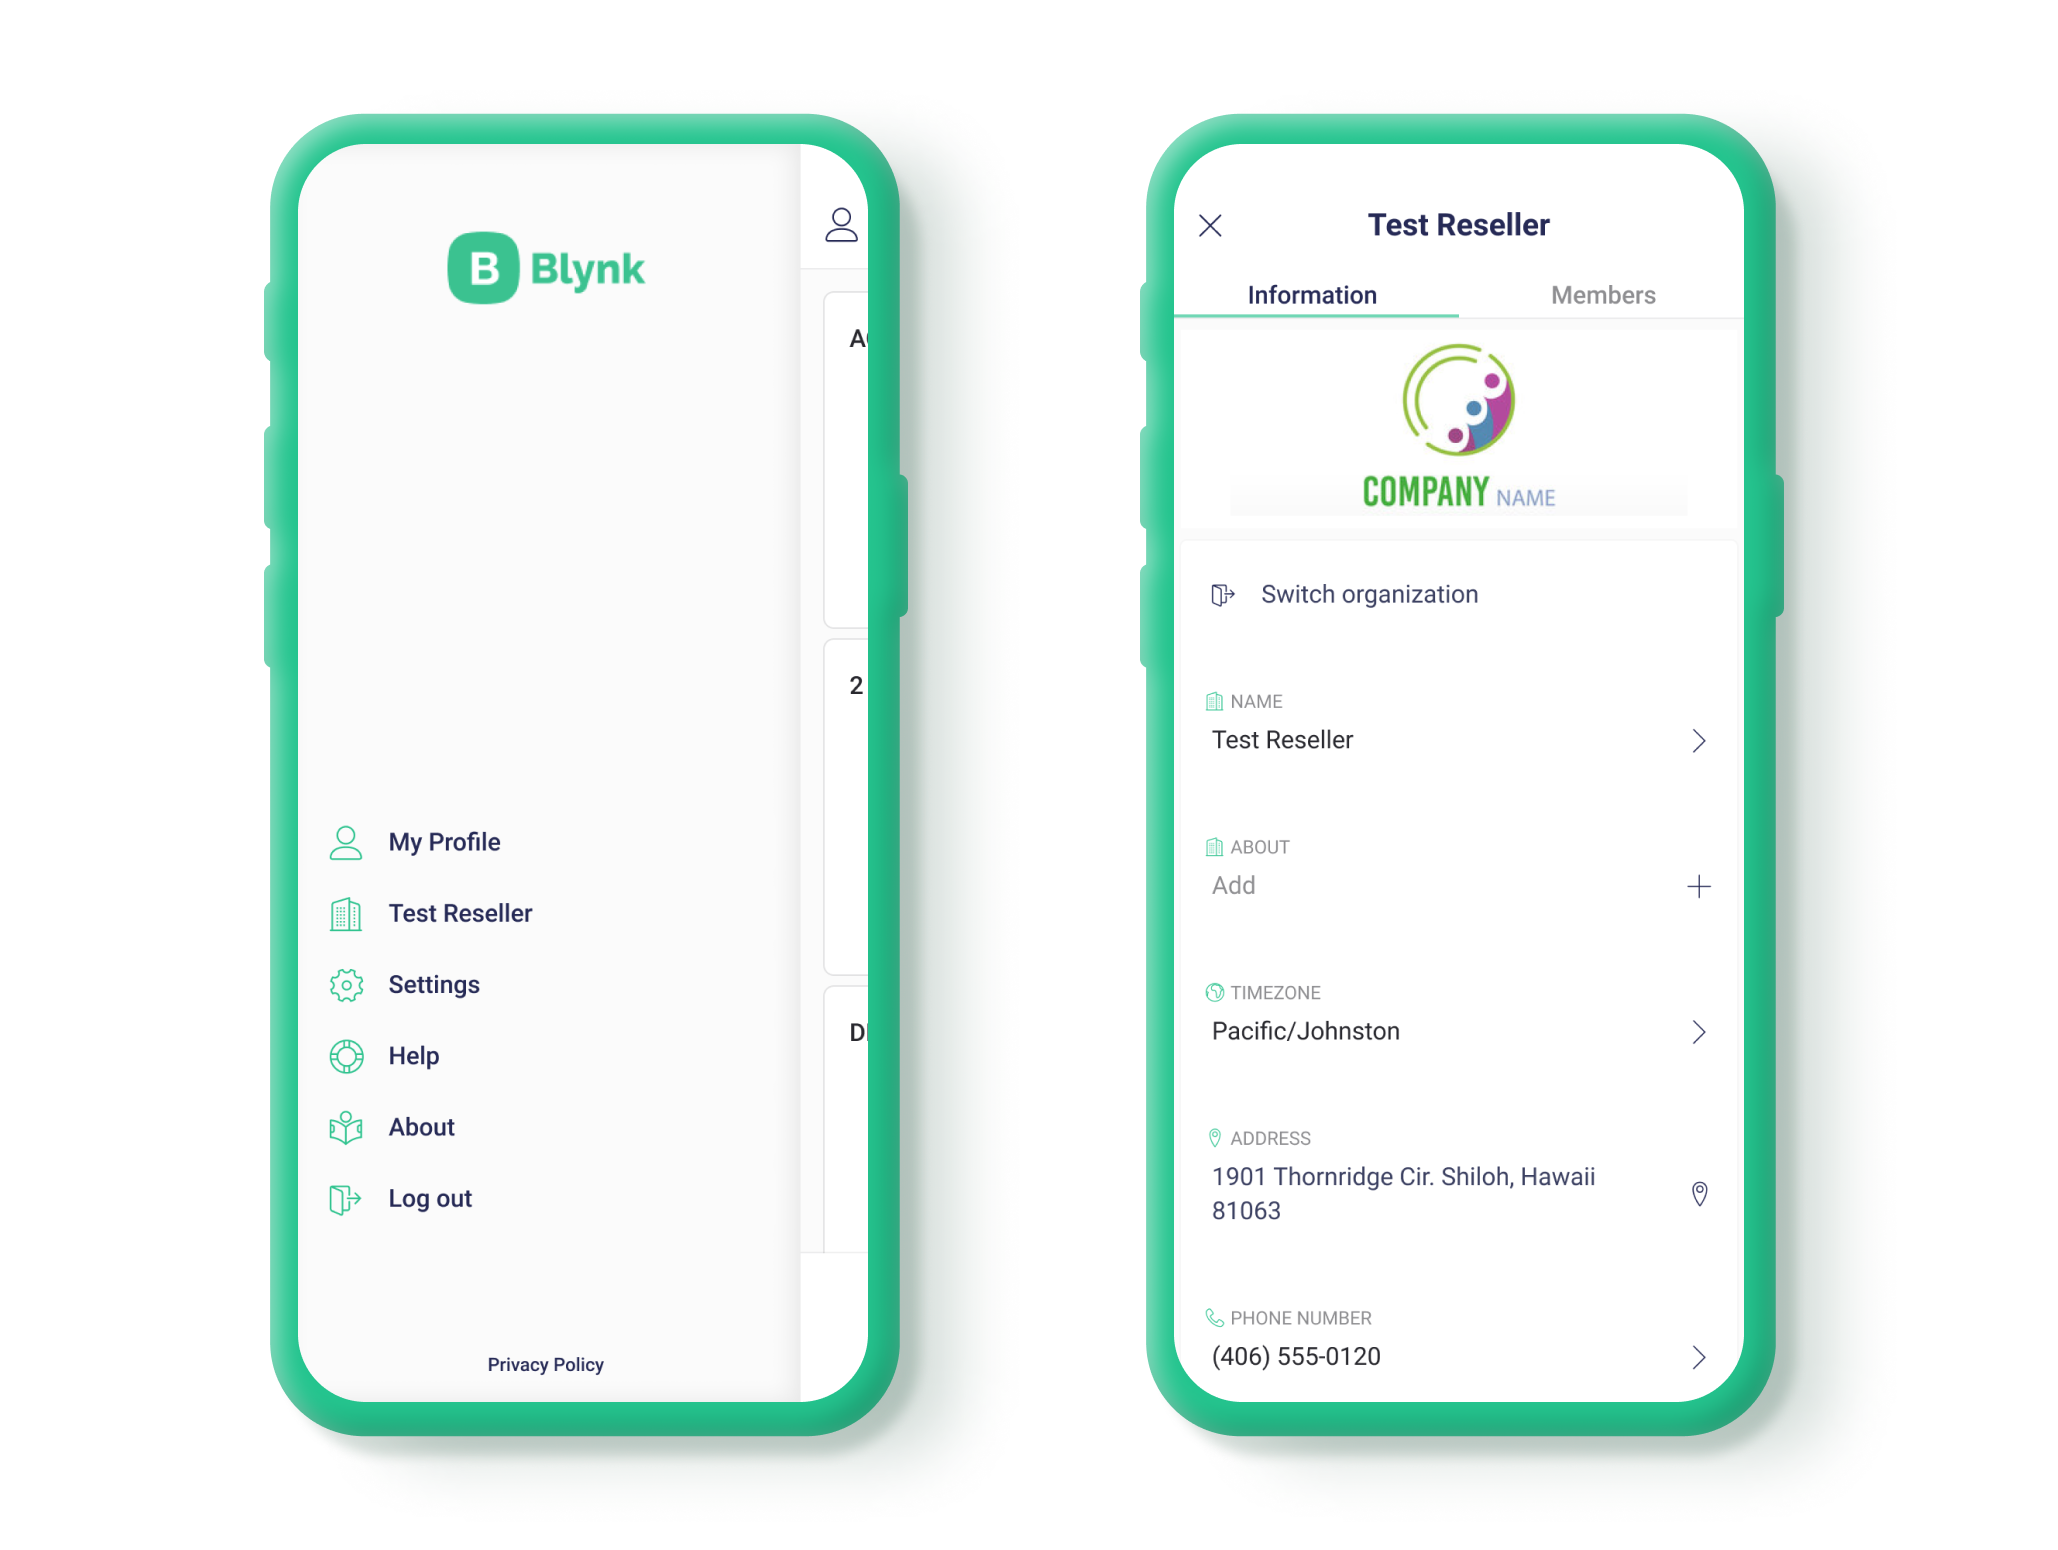 B Blynk
2
My Profile
Test Reseller
Settings
Help
About
Log out
Privacy Policy
Test Reseller
Information
Members
COMPANY NAME
Switch organization
NAME
Test Reseller
ABOUT
Add
TIMEZONE
Pacific/Johnston
ADDRESS
1901 Thornridge Cir. Shiloh, Hawaii
81063
PHONE NUMBER
(406) 555-0120